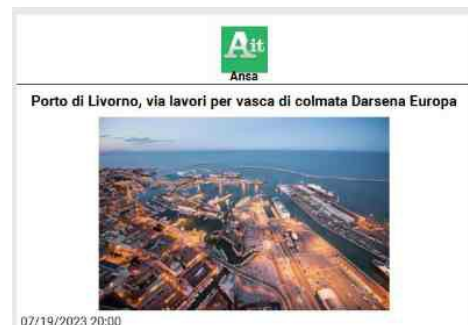 Ait
Ansa
Porto di Livorno, via lavori per vasca di colmata Darsena Europa
07/19/2023 20:00